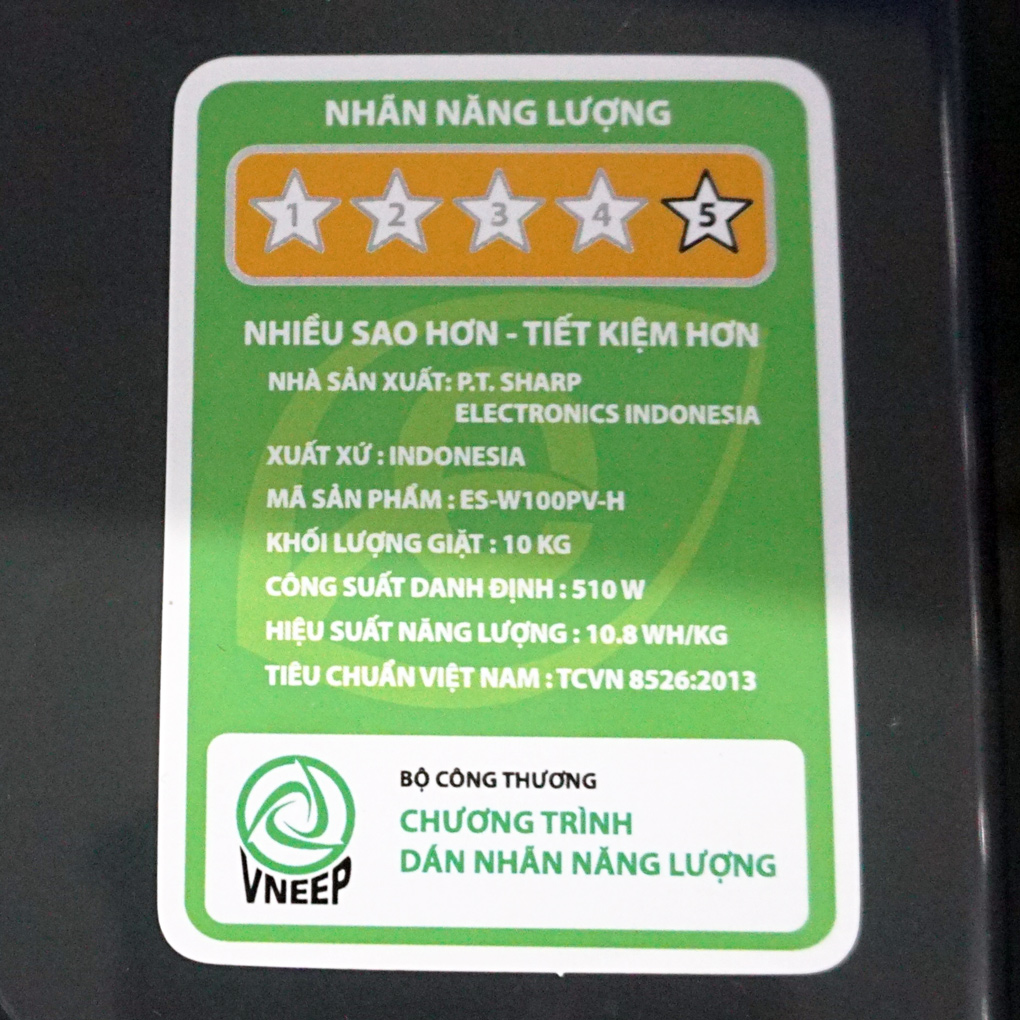 NHÃN NĂNG LƯỢNG
1 2 3 4 5
NHIỀU SAO HƠN - TIẾT KIỆM HƠN
NHÀ SẢN XUẤT: P.T. SHARP
ELECTRONICS INDONESIA
XUẤT XỨ : INDONESIA
MÃ SẢN PHẨM : ES-W100PV-H
KHỐI LƯỢNG GIẶT : 10 KG
CÔNG SUẤT DANH ĐỊNH : 510 W
HIỆU SUẤT NĂNG LƯỢNG : 10.8 WH/KG
TIÊU CHUẨN VIỆT NAM : TCVN 8526:2013
BỘ CÔNG THƯƠNG
CHƯƠNG TRÌNH
DÁN NHÃN NĂNG LƯỢNG
VNEEP